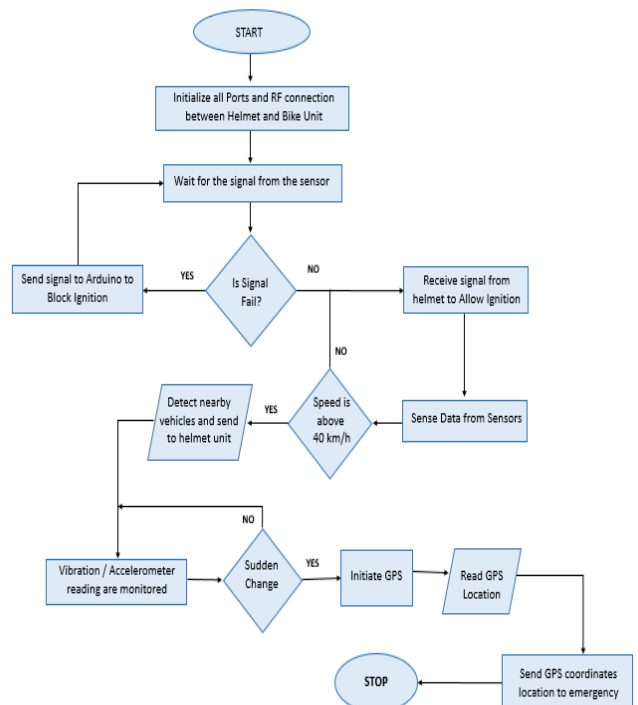 START
Initialize all Ports and RF connection
between Helmet and Bike Unit
Wait for the signal from the sensor
Send signal to Arduino to
Block Ignition
YES
Is Signal
Fail?
NO
Receive signal from
helmet to Allow Ignition
NO
Detect nearby
vehicles and send
to helmet unit
YES
Speed is
above
40 km/h
Sense Data from Sensors
NO
Vibration / Accelerometer
reading are monitored
Sudden
Change
YES
Initiate GPS
Read GPS
Location
STOP
Send GPS coordinates
location to emergency